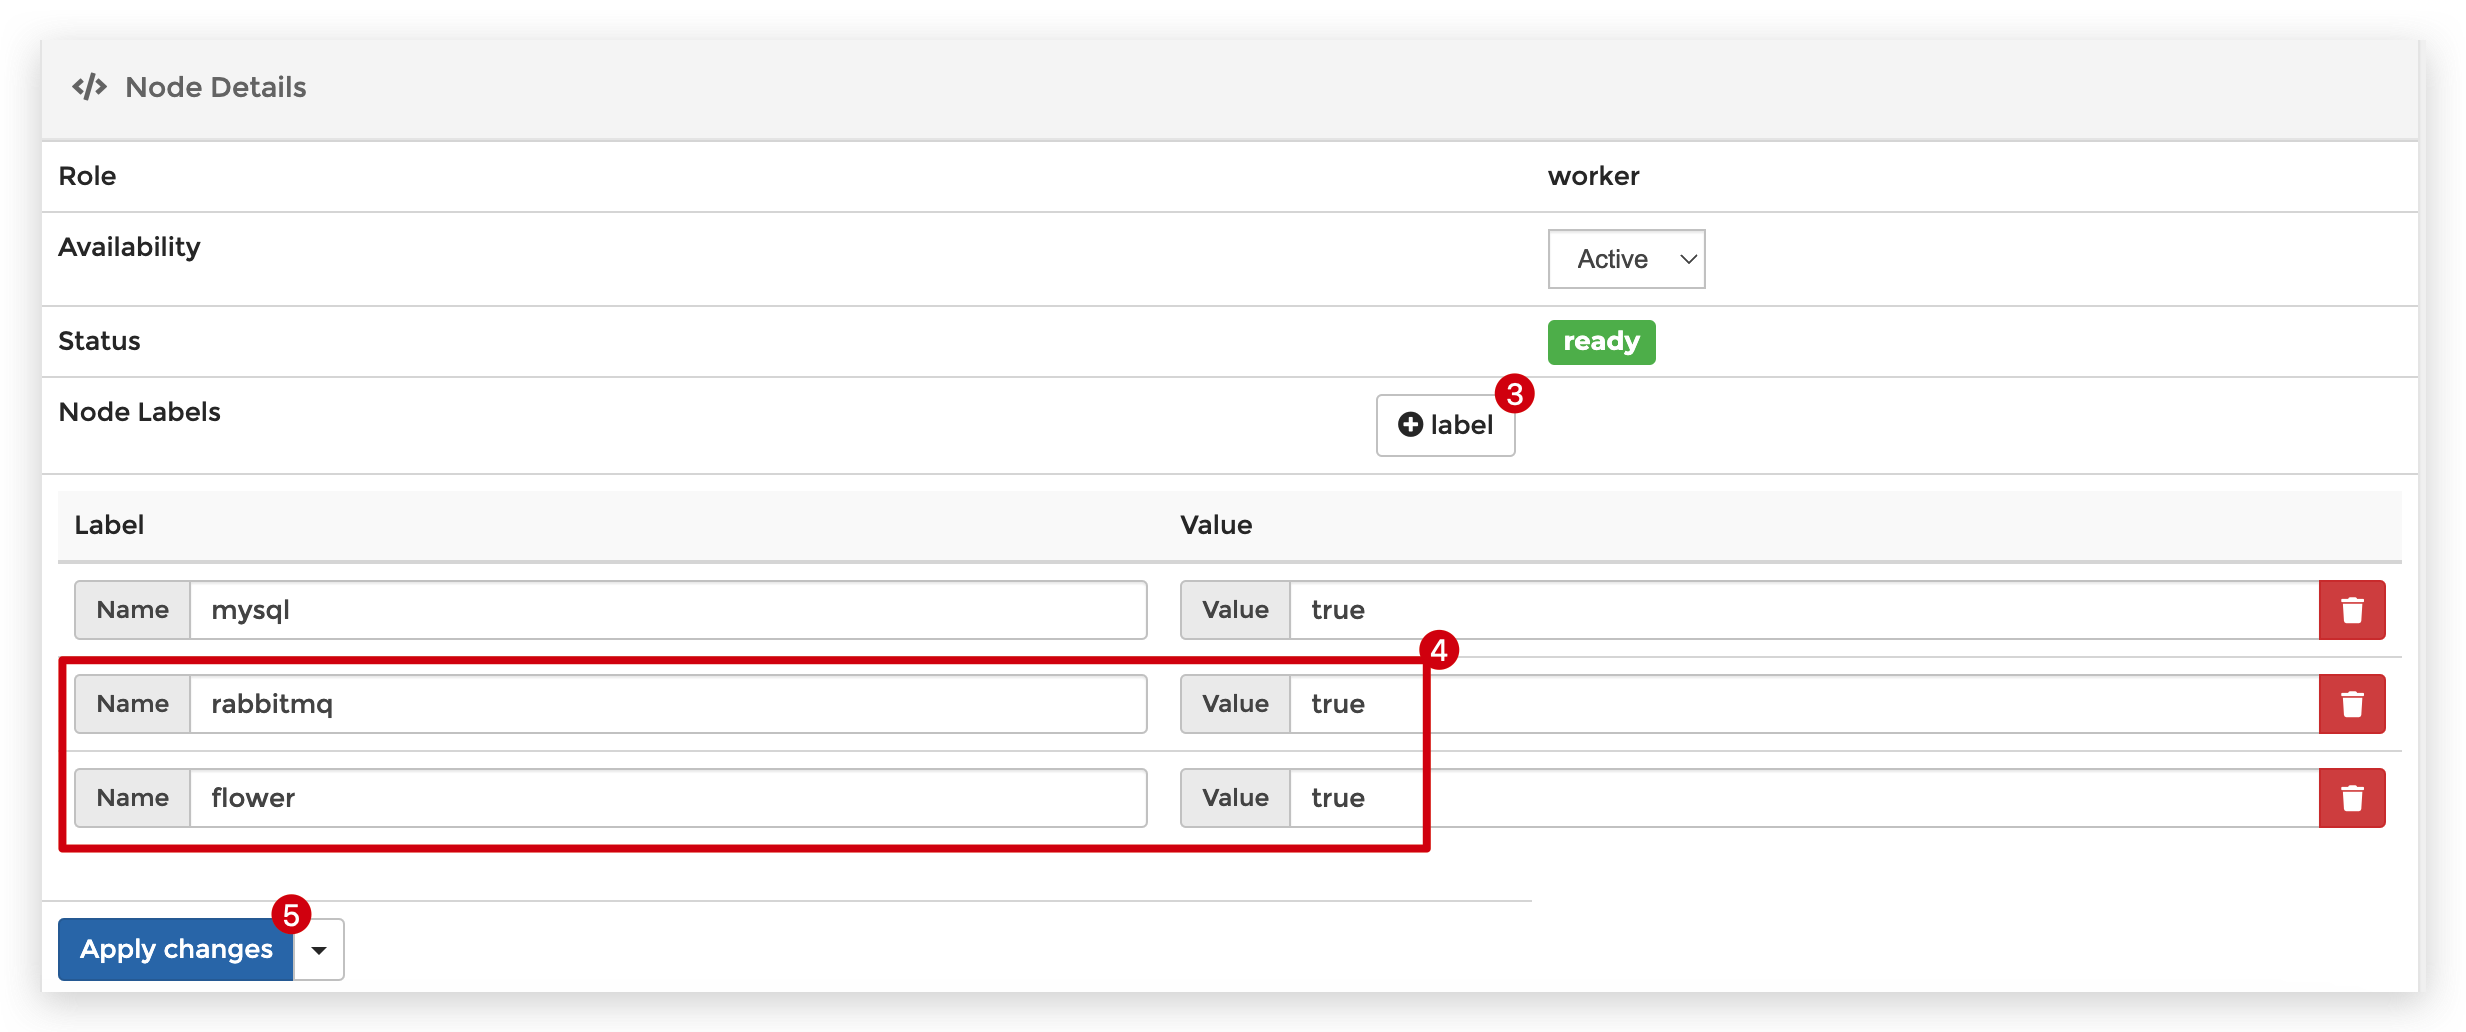 </> Node Details
Role worker
Availability Active
Status ready
3
Node Labels label
Label Value
Name mysql Value true
4
Name rabbitmq Value true
Name flower Value true
5
Apply changes